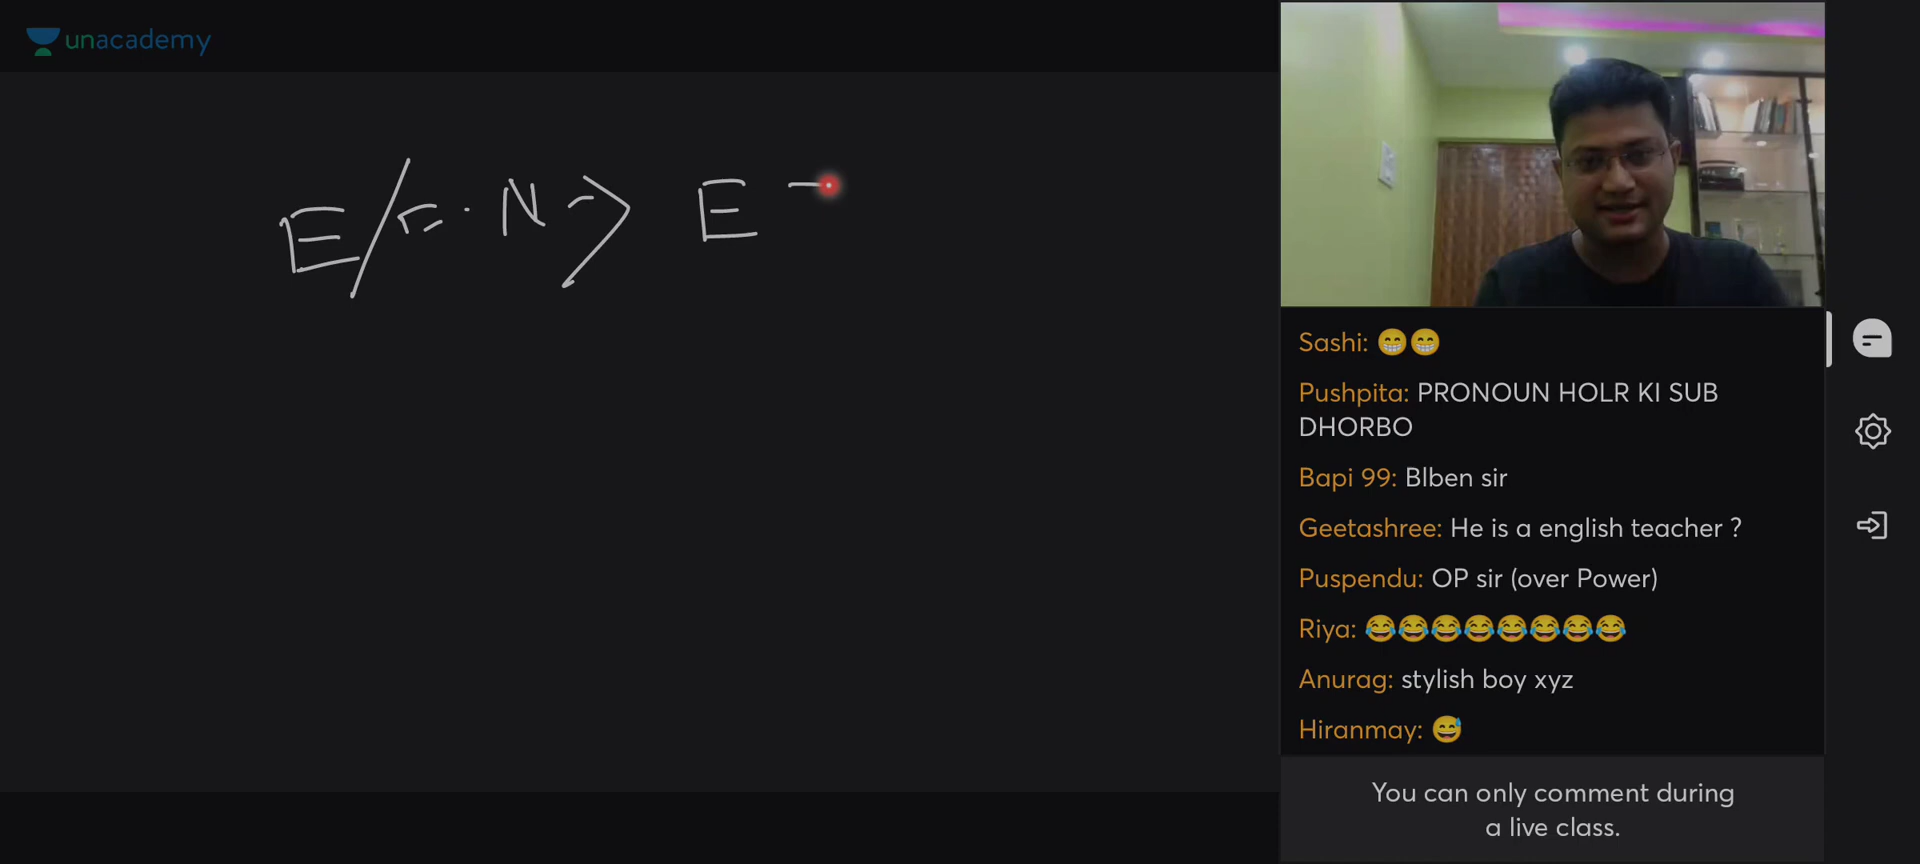 unacademy
E/ . N > E
Sashi: 😁😁
Pushpita: PRONOUN HOLR KI SUB
DHORBO
Bapi 99: Blben sir
Geetashree: He is a english teacher ?
Puspendu: OP sir (over Power)
Riya: 😂😂😂😂😂😂😂😂
Anurag: stylish boy xyz
Hiranmay: 😅
You can only comment during
a live class.